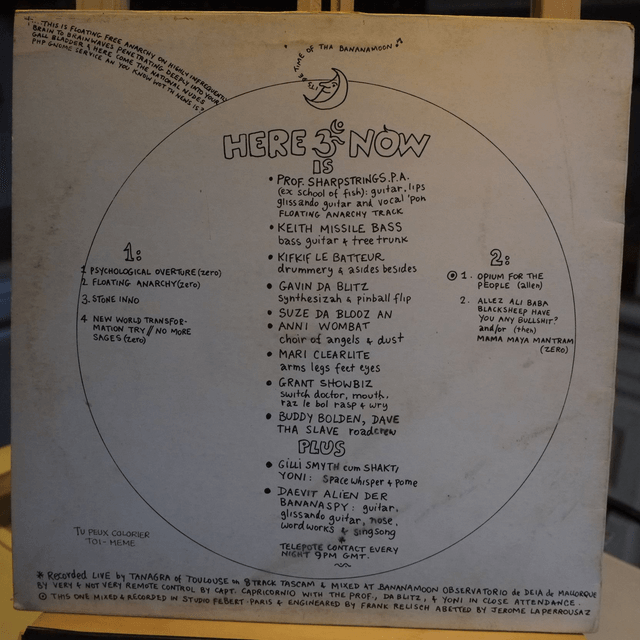 "THIS IS FLOATING FREE ANARCHY ON HIGHLY INFREQUENT
BRAIN TO BRAINWAVES PENETRATING DEEPLY INTO YOUR
GALL BLADDER & HERE COME THE NATIONAL NUDES
PHP GNOME SERVICE AN YOU KNOW WOT TH NEWS IS"
ITS BE TIME OF THA BANANAMOON
HERE & NOW
IS
• PROF. SHARPSTRINGS.P.A.
(ex school of fish): guitar, lips
glissando guitar and vocal 'pon
FLOATING ANARCHY TRACK
• KEITH MISSILE BASS
bass guitar & tree trunk
• KIFKIF LE BATTEUR
drummery & asides besides
• GAVIN DA BLITZ
synthesizah & pinball flip
• SUZE DA BLOOZ AN
• ANNI WOMBAT
choir of angels & dust
• MARI CLEARLITE
arms legs feet eyes
• GRANT SHOWBIZ
switch doctor, mouth,
raz le bol rasp & wry
• BUDDY BOLDEN, DAVE
THA SLAVE roadcrew
PLUS
• GILLI SMYTH cum SHAKTI
YONI: space whisper & pome
• DAEVIT ALIEN DER
BANANASPY: guitar,
glissando guitar, nose,
wordworks & singsong
*
TELEPOTE CONTACT EVERY
NIGHT 9PM GMT.
1:
1. PSYCHOLOGICAL OVERTURE (zero)
2. FLOATING ANARCHY (zero)
3. STONE INNO
4. NEW WORLD TRANSFOR-
MATION TRY // NO MORE
SAGES (zero)
2:
1. OPIUM FOR THE
PEOPLE (allen)
2. ALLEZ ALI BABA
BLACKSHEEP HAVE
YOU ANY BULLSHIT?
and/or (then)
MAMA MAYA MANTRAM
(ZERO)
TU PEUX COLORIER
TOI-MEME
* Recorded LIVE by TANAGRA of TOULOUSE on 8 TRACK TASCAM & MIXED AT BANANAMOON OBSERVATORIO de DEIA de MALLORQUE
BY VERY & NOT VERY REMOTE CONTROL BY CAPT. CAPRICORNIO WITH THE PROF., DA BLITZ, & YONI IN CLOSE ATTENDANCE.
⊙ THIS ONE MIXED & RECORDED IN STUDIO FEBERT-PARIS & ENGINEARED BY FRANK RELISCH ABETTED BY JEROME LAPERROUSAZ